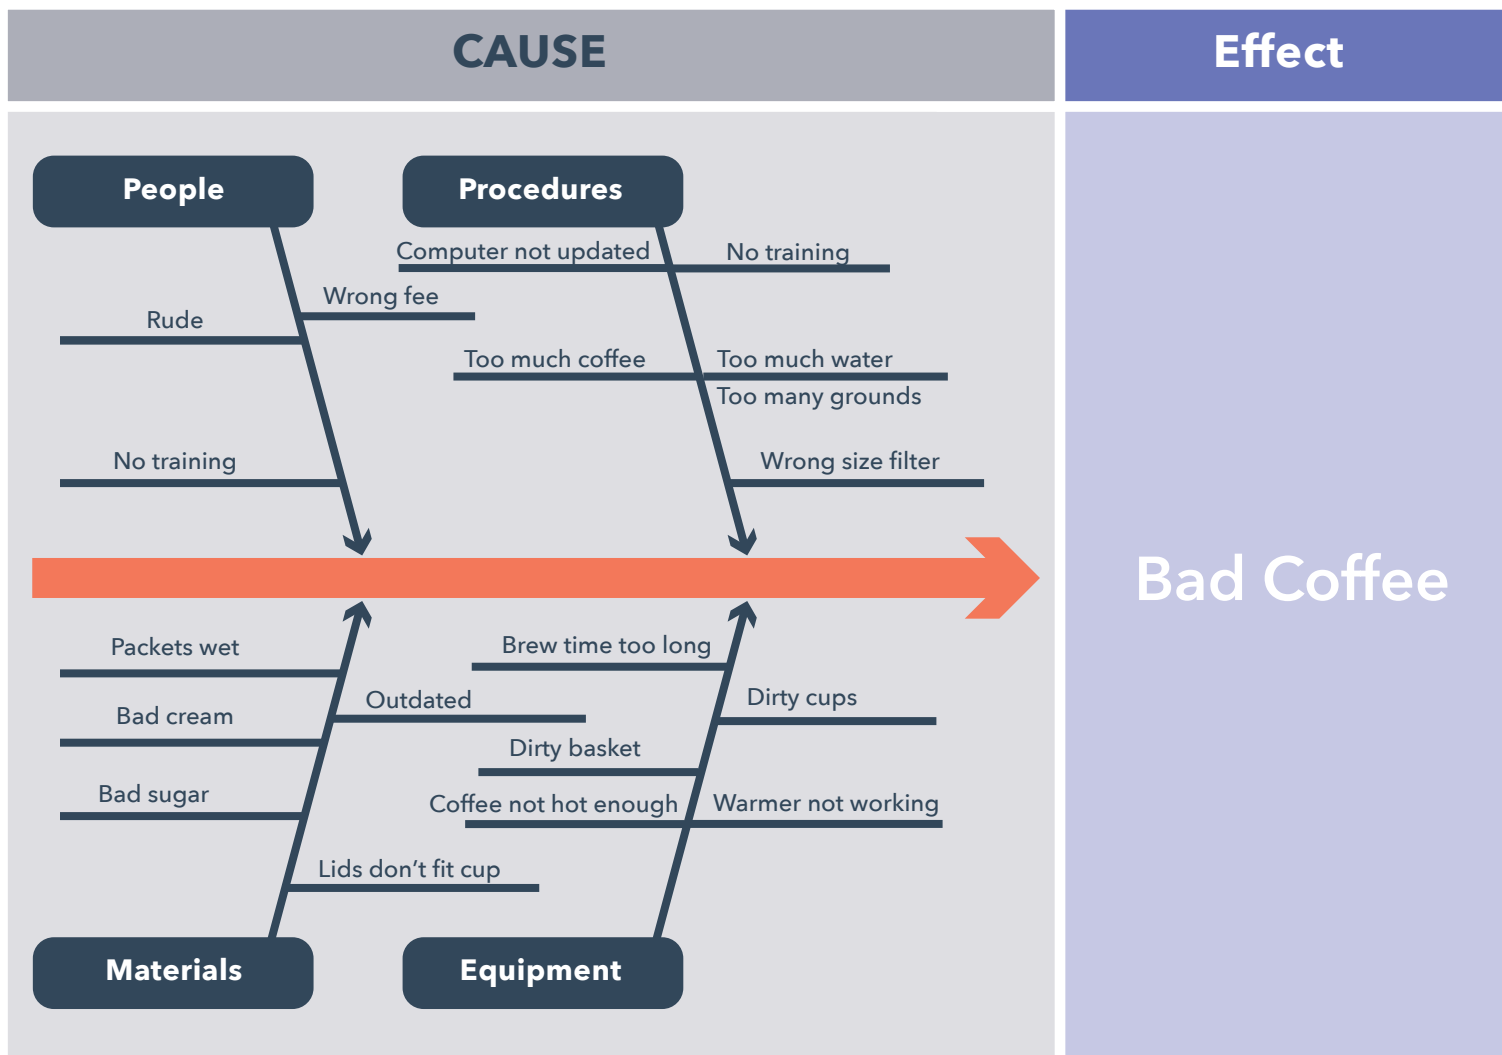 CAUSE
Effect
People
Procedures
Computer not updated
No training
Wrong fee
Rude
Too much coffee
Too much water
Too many grounds
No training
Wrong size filter
Bad Coffee
Packets wet
Brew time too long
Outdated
Dirty cups
Bad cream
Dirty basket
Bad sugar
Coffee not hot enough
Warmer not working
Lids don’t fit cup
Materials
Equipment